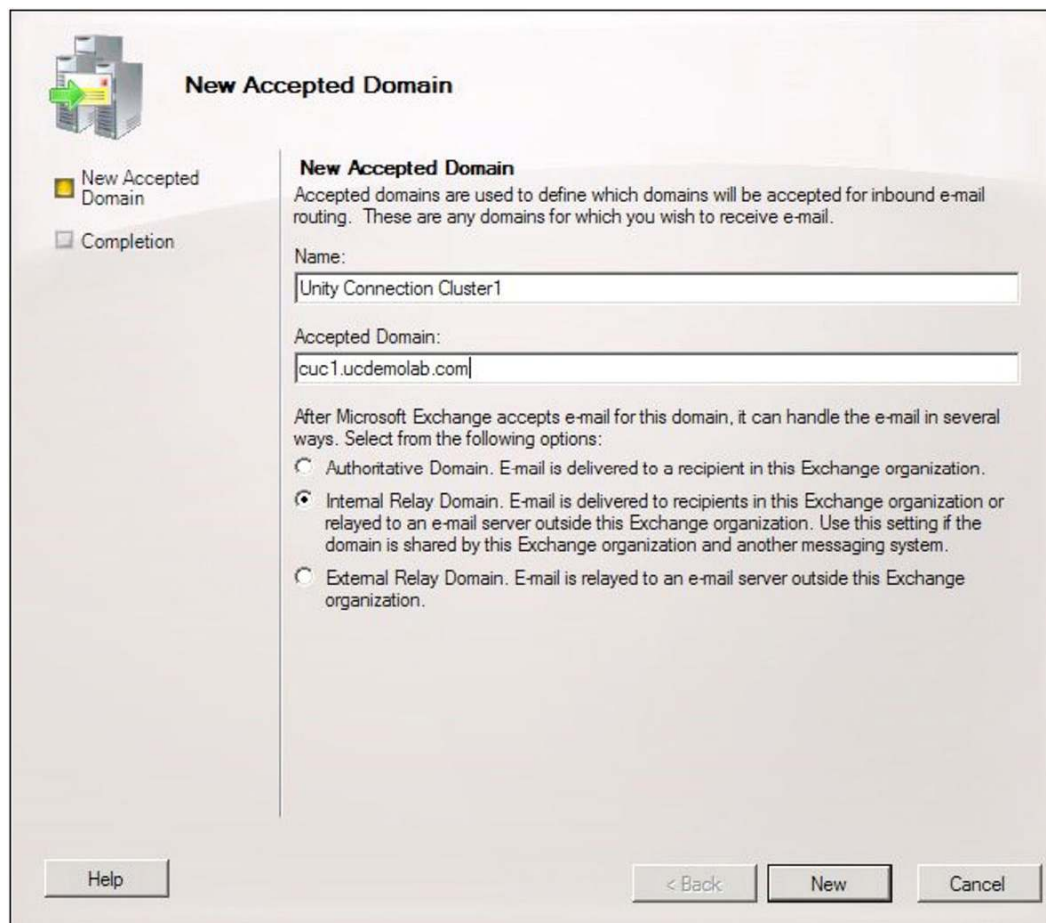 New Accepted Domain
New Accepted
Domain
Completion
New Accepted Domain
Accepted domains are used to define which domains will be accepted for inbound e-mail
routing. These are any domains for which you wish to receive e-mail.
Name:
Unity Connection Cluster1
Accepted Domain:
cuc1.ucdemolab.com
After Microsoft Exchange accepts e-mail for this domain, it can handle the e-mail in several
ways. Select from the following options:
Authoritative Domain. E-mail is delivered to a recipient in this Exchange organization.
Internal Relay Domain. E-mail is delivered to recipients in this Exchange organization or
relayed to an e-mail server outside this Exchange organization. Use this setting if the
domain is shared by this Exchange organization and another messaging system.
External Relay Domain. E-mail is relayed to an e-mail server outside this Exchange
organization.
Help
< Back
New
Cancel